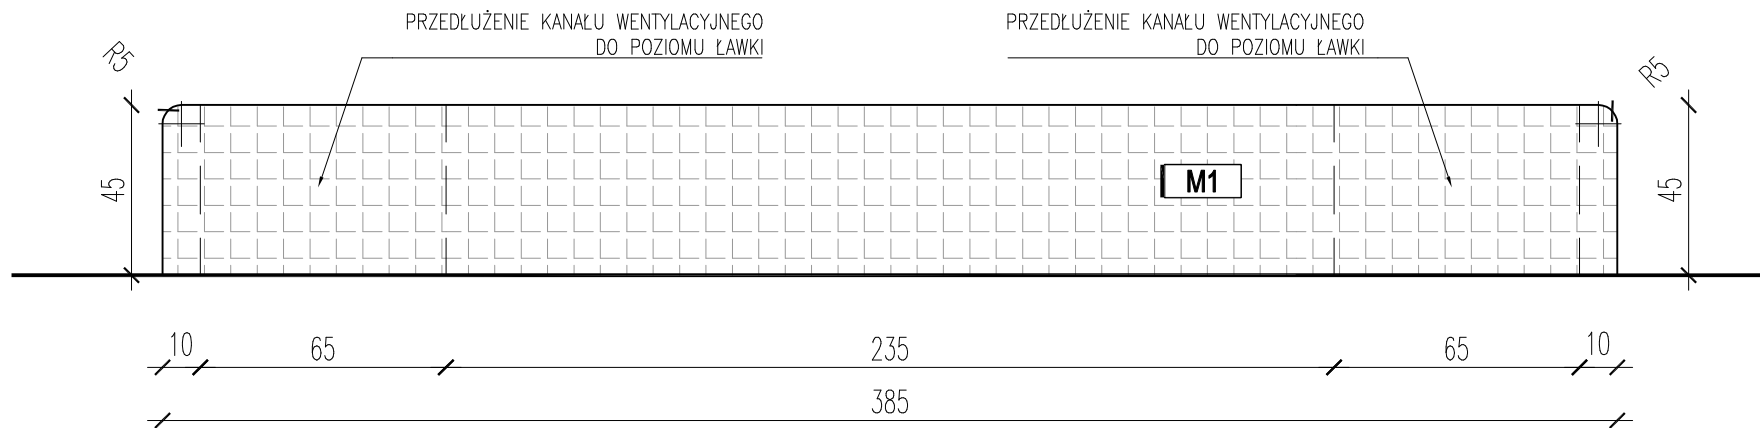 PRZEDŁUŻENIE KANAŁU WENTYLACYJNEGO
DO POZIOMU ŁAWKI
PRZEDŁUŻENIE KANAŁU WENTYLACYJNEGO
DO POZIOMU ŁAWKI
R5
R5
45
M1
45
10
65
235
65
10
385